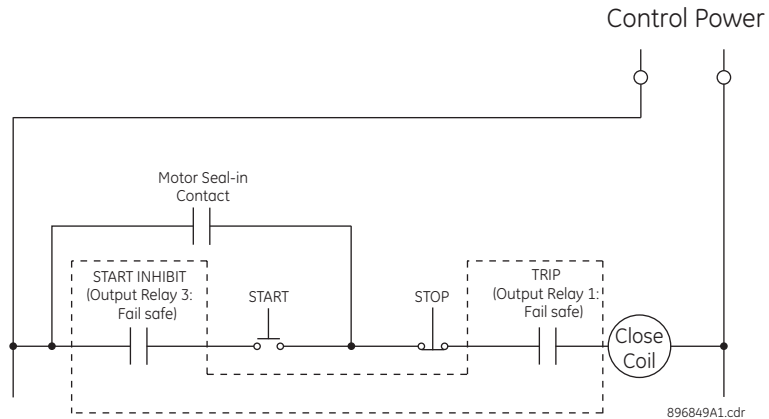 Control Power
Motor Seal-in
Contact
START INHIBIT
(Output Relay 3:
Fail safe)
START
STOP
TRIP
(Output Relay 1:
Fail safe)
Close
Coil
896849A1.cdr